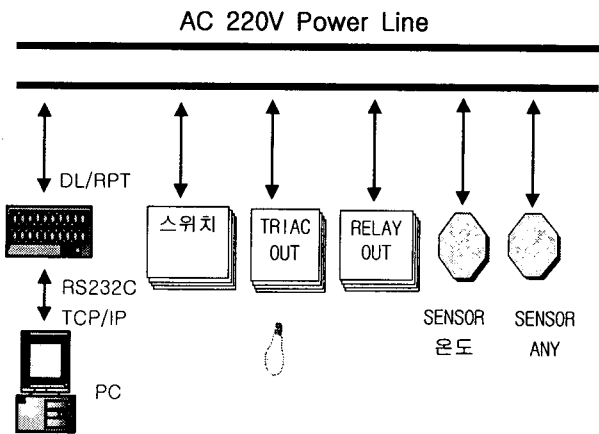 AC 220V Power Line
DL/RPT
스위치
TRIAC
OUT
RELAY
OUT
RS232C
TCP/IP
PC
SENSOR
온도
SENSOR
ANY